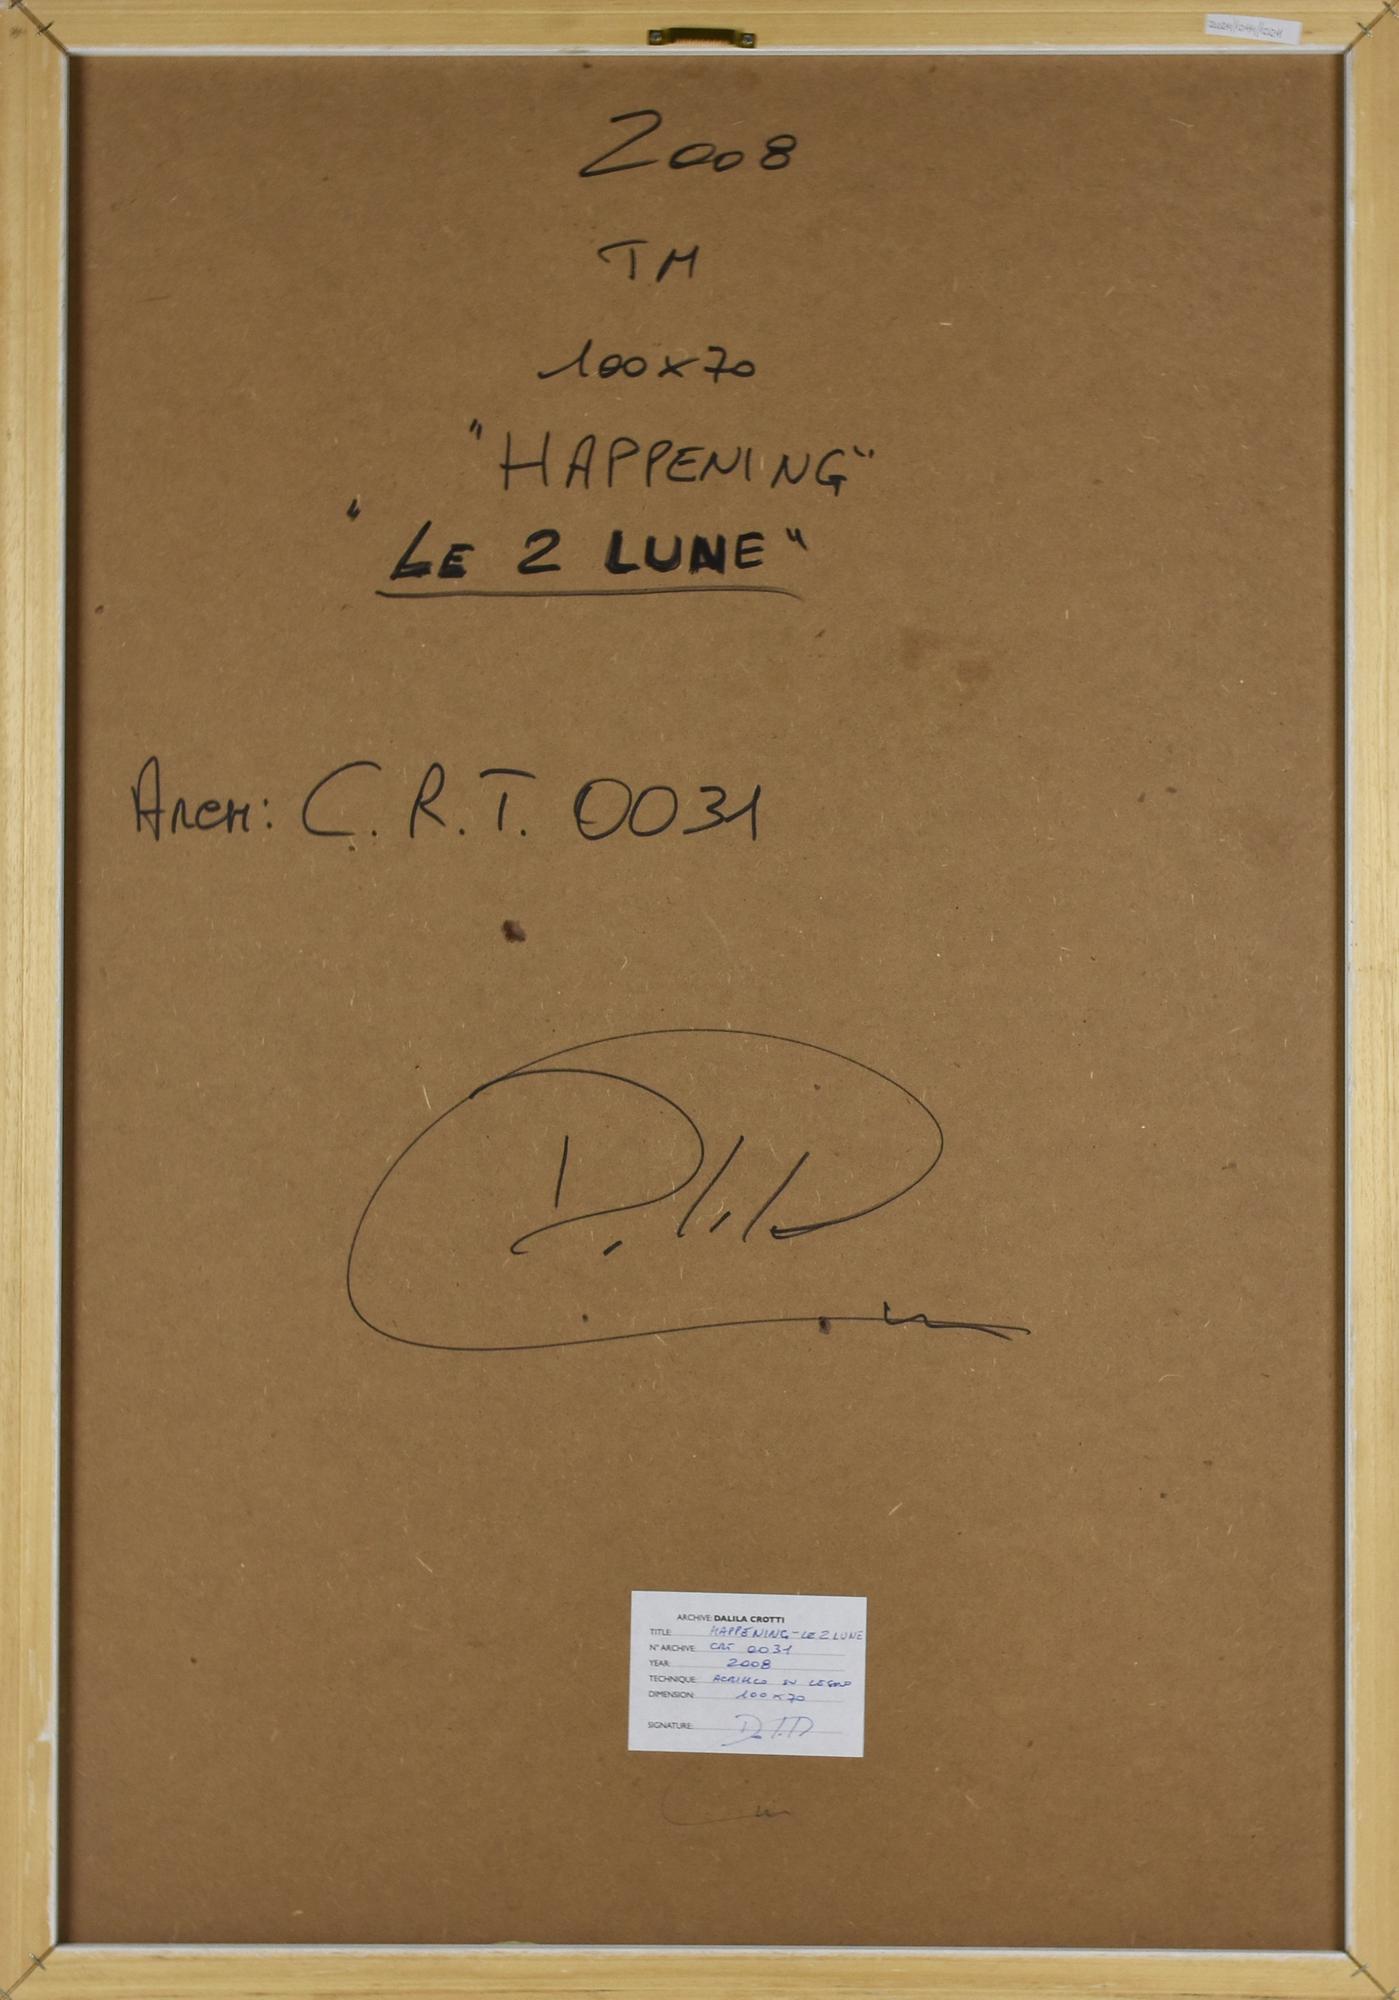 2008
TM
100x70
"HAPPENING"
"LE 2 LUNE"
Arch: C.R.T. 0031
ARCHIVE: DALILA CROTTI
TITLE: HAPPENING - LE 2 LUNE
N° ARCHIVE: CRT 0031
YEAR: 2008
TECHNIQUE: ACRILICO SU LEGNO
DIMENSION: 100x70
SIGNATURE: